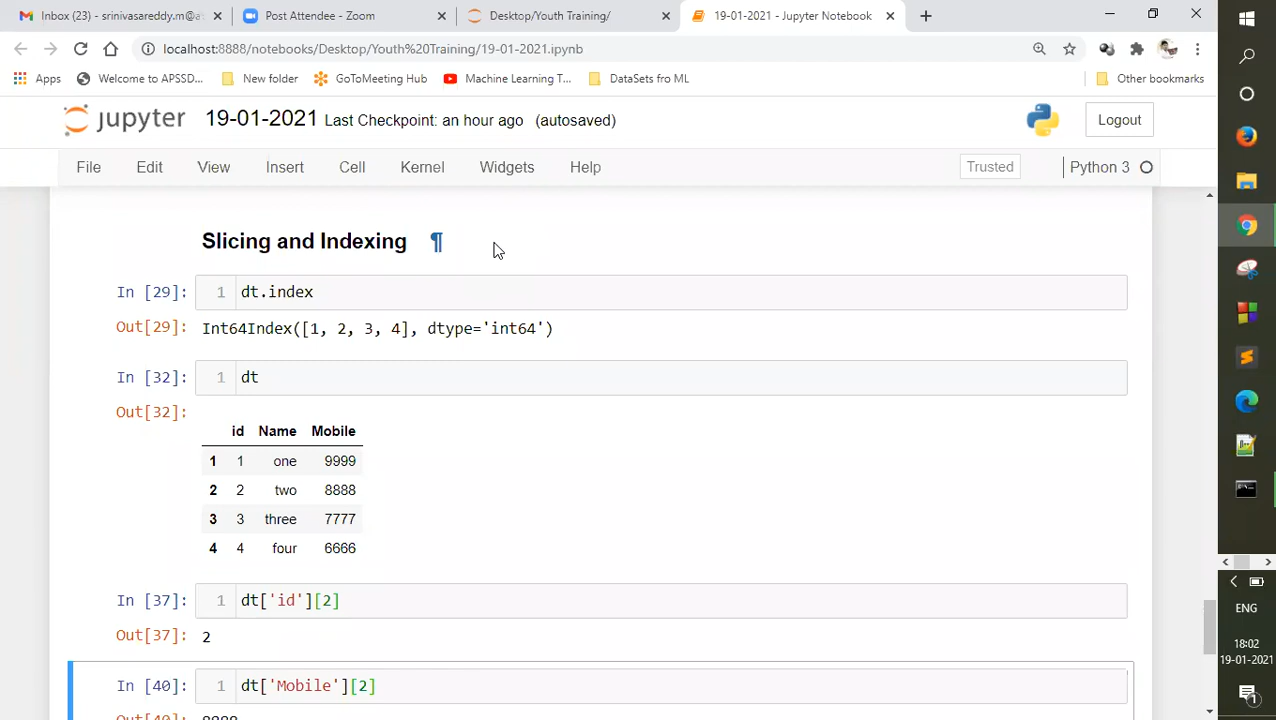 Inbox (23) - srinivasareddy.m@a
Post Attendee - Zoom
Desktop/Youth Training/
19-01-2021 - Jupyter Notebook
localhost:8888/notebooks/Desktop/Youth%20Training/19-01-2021.ipynb
Apps
Welcome to APSSD...
New folder
GoToMeeting Hub
Machine Learning T...
DataSets fro ML
Other bookmarks
jupyter 19-01-2021 Last Checkpoint: an hour ago (autosaved)
Logout
File Edit View Insert Cell Kernel Widgets Help
Trusted
Python 3
Slicing and Indexing ¶
In [29]: 1 dt.index
Out[29]: Int64Index([1, 2, 3, 4], dtype='int64')
In [32]: 1 dt
Out[32]:
id Name Mobile
1 1 one 9999
2 2 two 8888
3 3 three 7777
4 4 four 6666
In [37]: 1 dt['id'][2]
Out[37]: 2
In [40]: 1 dt['Mobile'][2]
Out[40]: 8888
ENG
18:02
19-01-2021
1